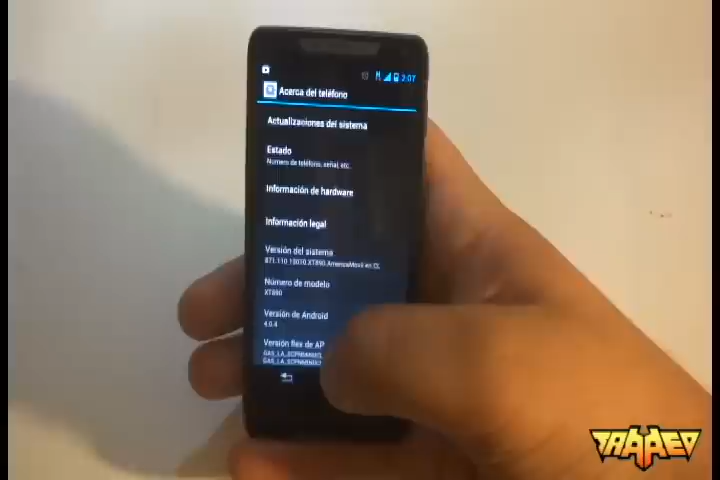 3:07
Acerca del teléfono
Actualizaciones del sistema
Estado
Número de teléfono, señal, etc.
Información de hardware
Información legal
Versión del sistema
Número de modelo
XT890
Versión de Android
4.0.4
Versión flex de AP